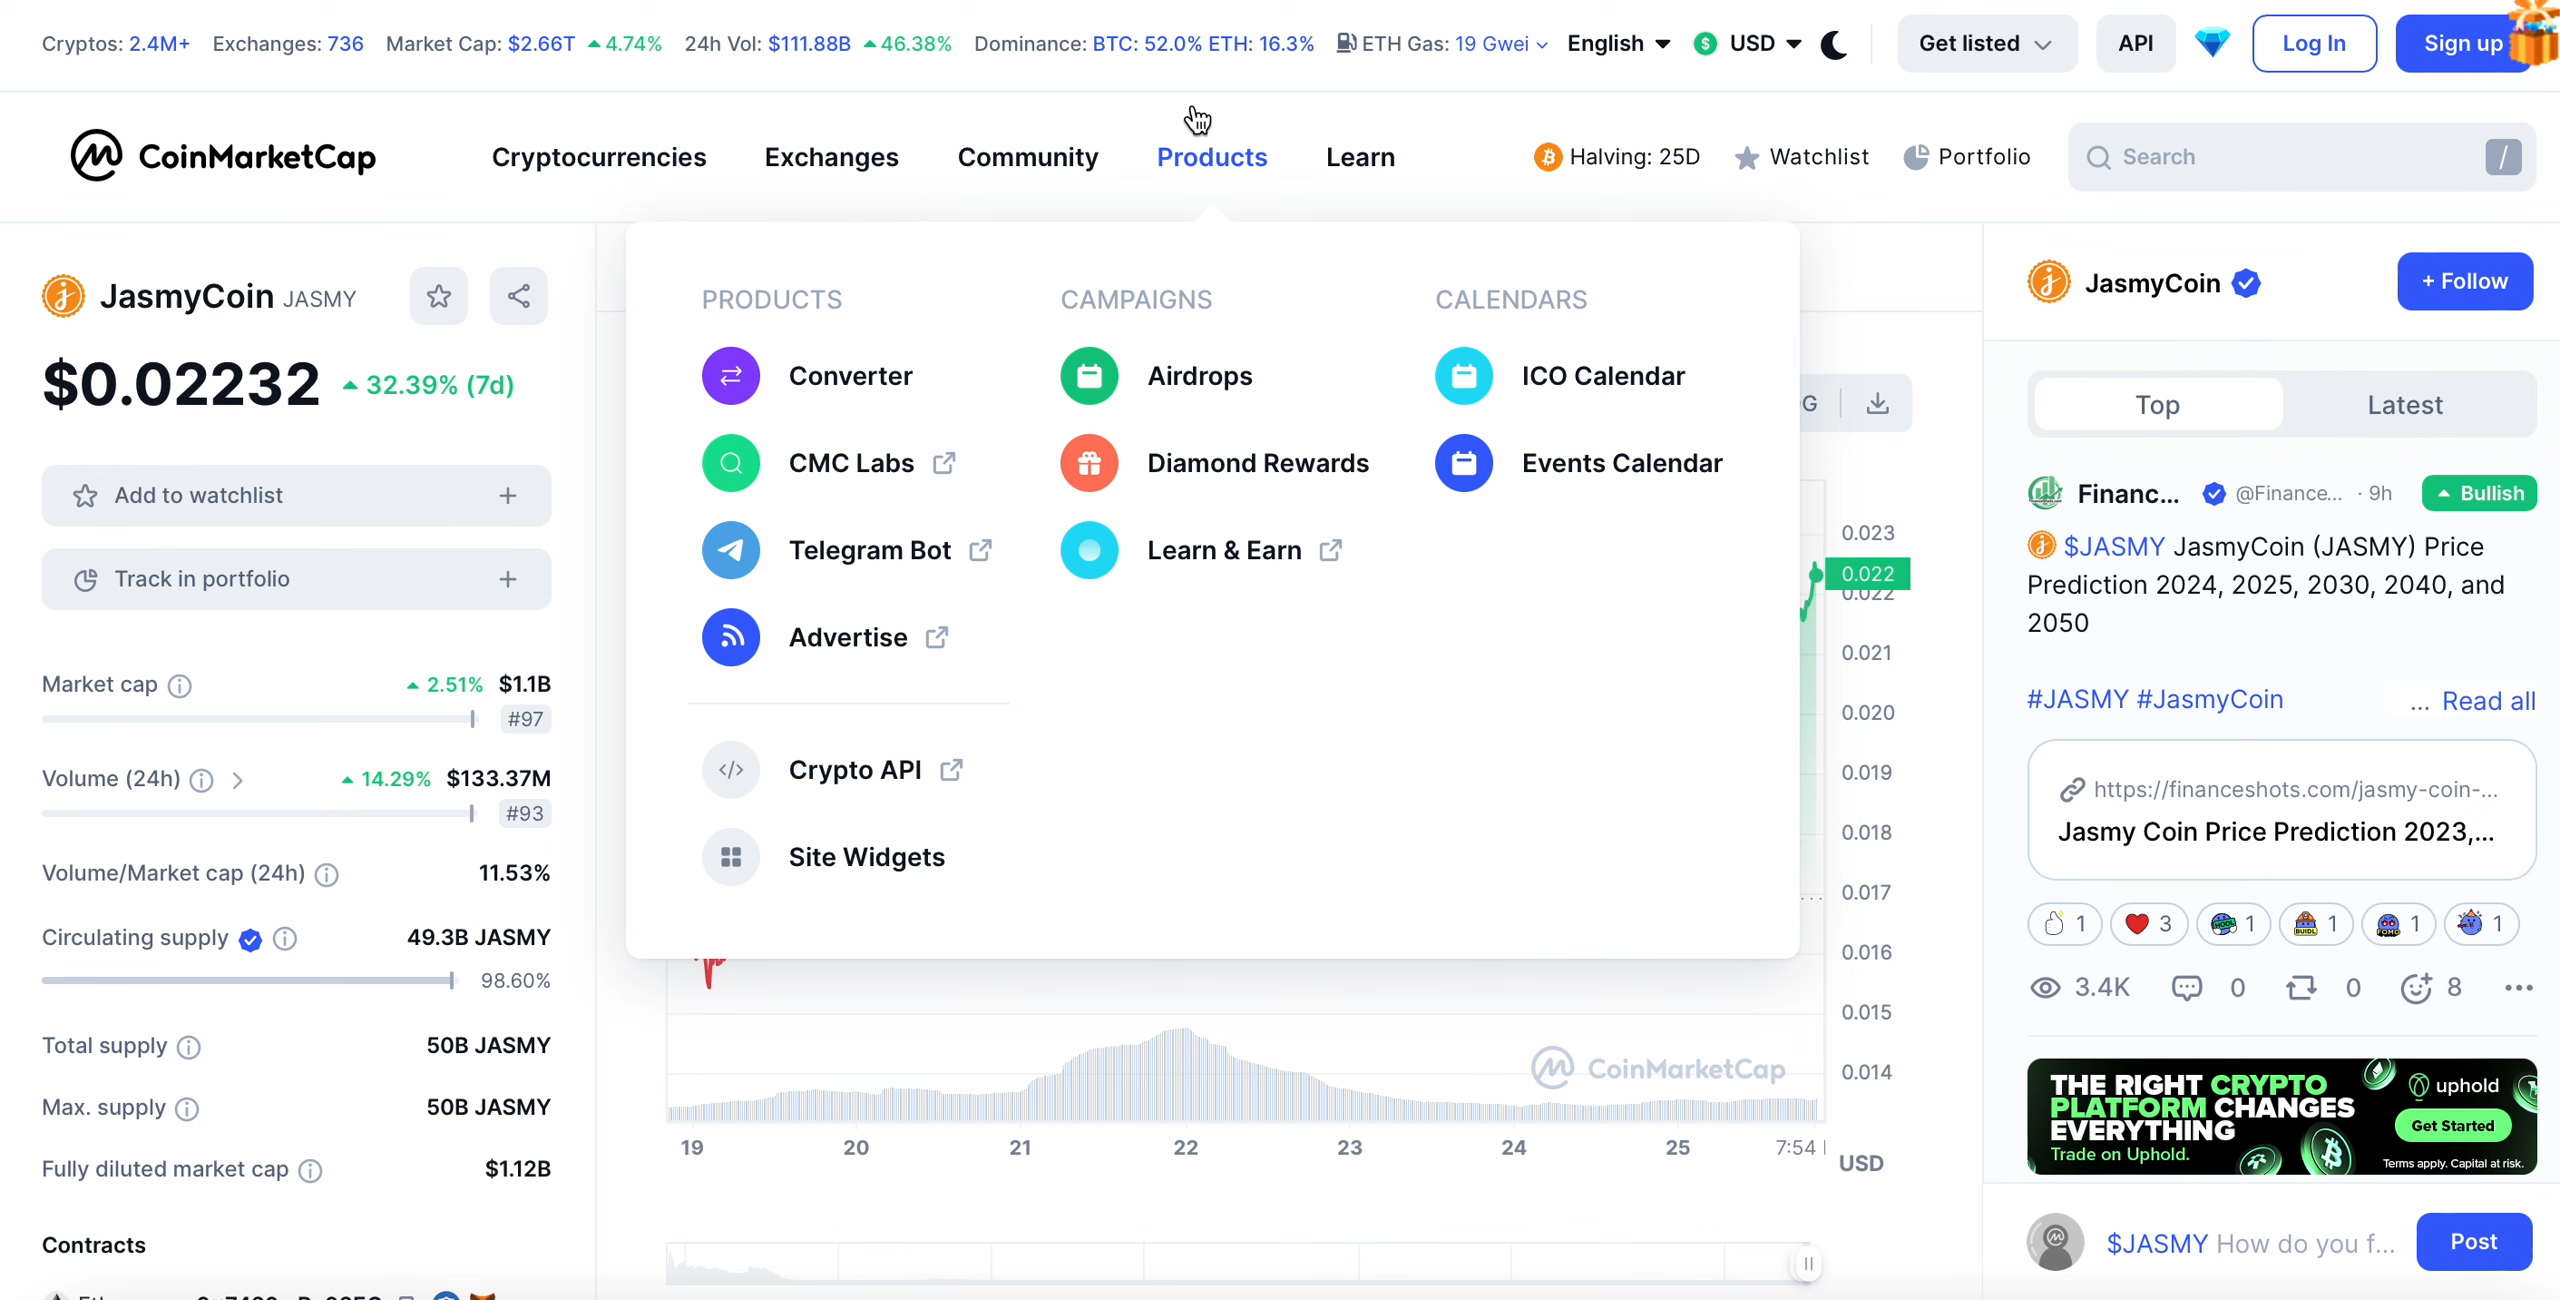 Cryptos: 2.4M+ Exchanges: 736 Market Cap: $2.66T 4.74% 24h Vol: $111.88B 46.38% Dominance: BTC: 52.0% ETH: 16.3% ETH Gas: 19 Gwei English USD Get listed API Log In Sign up
CoinMarketCap Cryptocurrencies Exchanges Community Products Learn Halving: 25D Watchlist Portfolio Search /
JasmyCoin JASMY
$0.02232 32.39% (7d)
Add to watchlist +
Track in portfolio +
Market cap 2.51% $1.1B
#97
Volume (24h) > 14.29% $133.37M
#93
Volume/Market cap (24h) 11.53%
Circulating supply 49.3B JASMY
98.60%
Total supply 50B JASMY
Max. supply 50B JASMY
Fully diluted market cap $1.12B
Contracts
PRODUCTS
Converter
CMC Labs
Telegram Bot
Advertise
Crypto API
Site Widgets
CAMPAIGNS
Airdrops
Diamond Rewards
Learn & Earn
CALENDARS
ICO Calendar
Events Calendar
G
0.023
0.022
0.022
0.021
0.020
0.019
0.018
0.017
0.016
0.015
0.014
CoinMarketCap
19 20 21 22 23 24 25 7:54
USD
JasmyCoin + Follow
Top Latest
Financ... @Finance... · 9h Bullish
$JASMY JasmyCoin (JASMY) Price
Prediction 2024, 2025, 2030, 2040, and
2050
#JASMY #JasmyCoin ... Read all
https://financeshots.com/jasmy-coin-...
Jasmy Coin Price Prediction 2023,...
1 3 1 1 1 1
3.4K 0 0 8
THE RIGHT CRYPTO
PLATFORM CHANGES
EVERYTHING
Trade on Uphold.
uphold
Get Started
Terms apply. Capital at risk.
$JASMY How do you f... Post